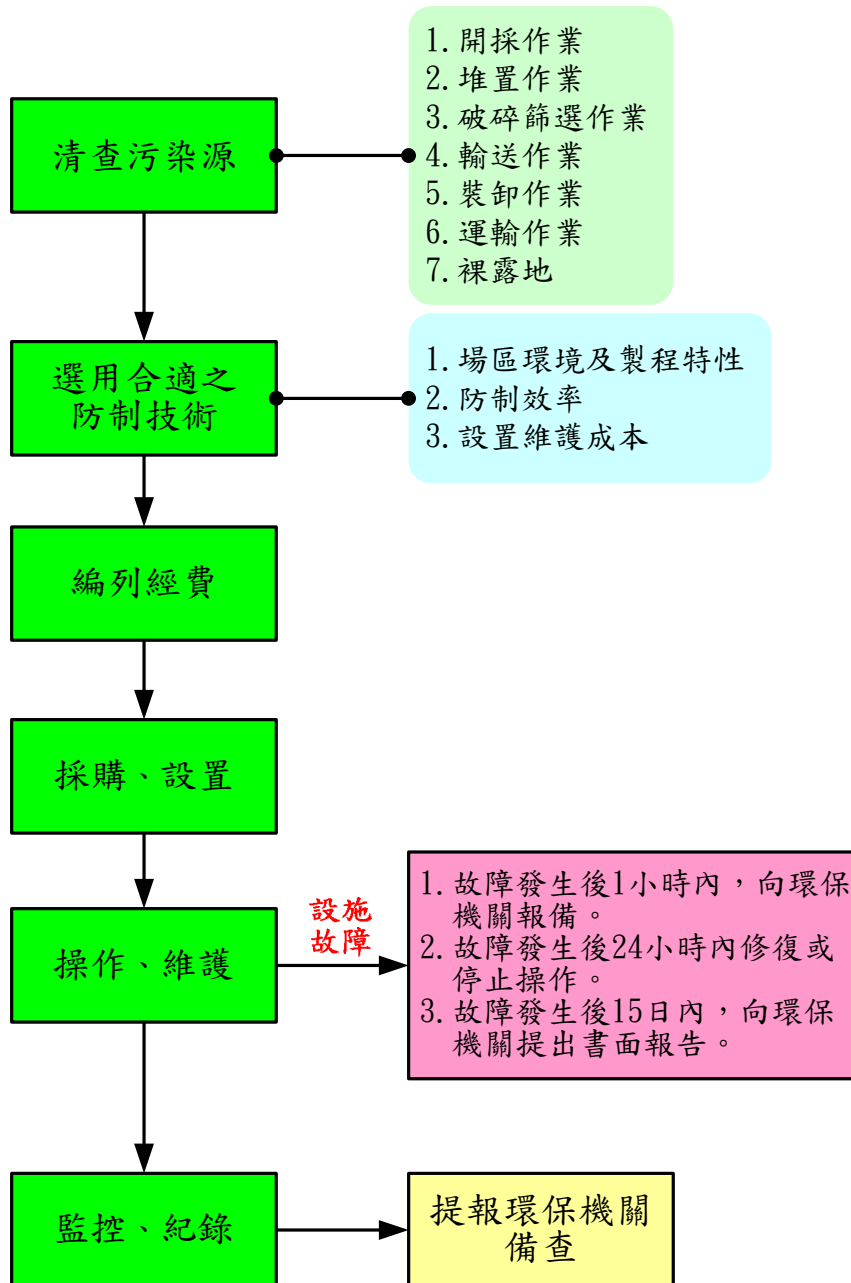 清查污染源
1. 開採作業
2. 堆置作業
3. 破碎篩選作業
4. 輸送作業
5. 裝卸作業
6. 運輸作業
7. 裸露地
選用合適之
防制技術
1. 場區環境及製程特性
2. 防制效率
3. 設置維護成本
編列經費
採購、設置
操作、維護
設施
故障
1. 故障發生後1小時內，向環保
機關報備。
2. 故障發生後24小時內修復或
停止操作。
3. 故障發生後15日內，向環保
機關提出書面報告。
監控、紀錄
提報環保機關
備查